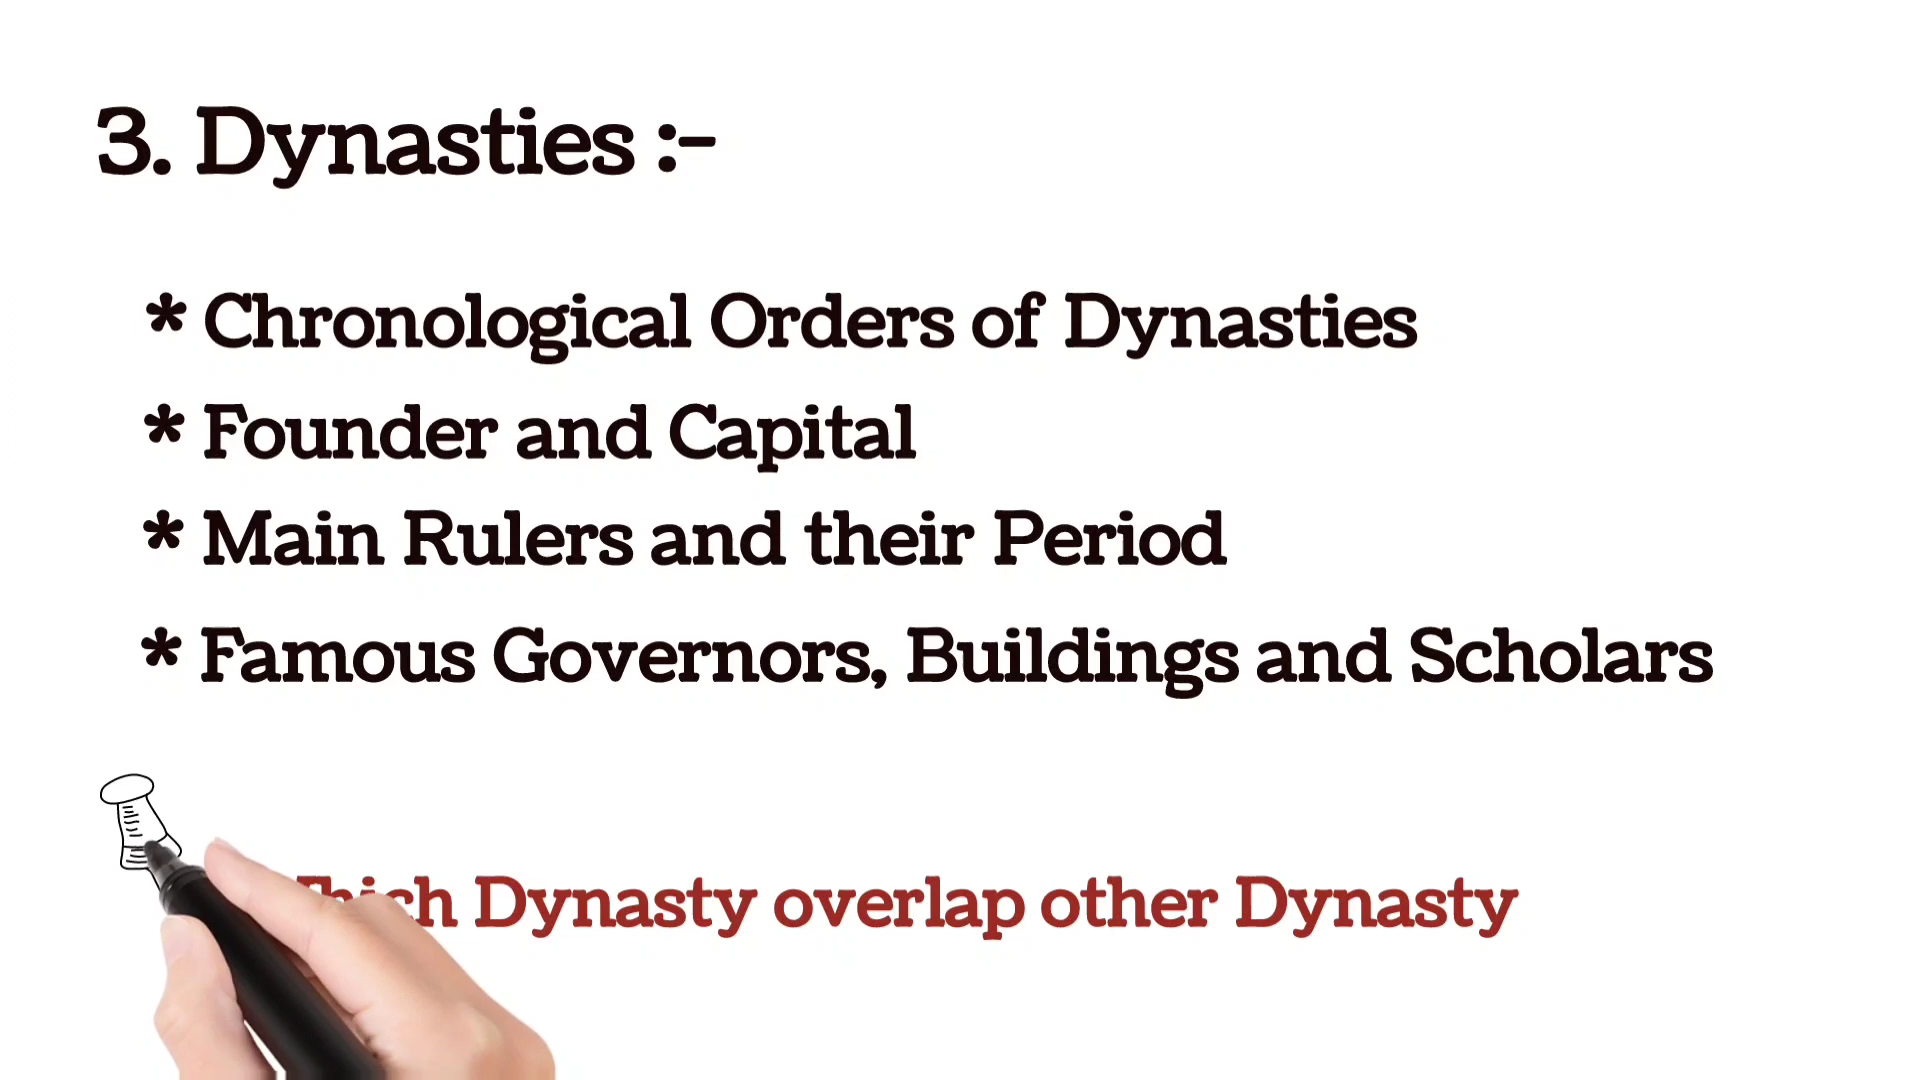 3. Dynasties :-
* Chronological Orders of Dynasties
* Founder and Capital
* Main Rulers and their Period
* Famous Governors, Buildings and Scholars
Dynasty overlap other Dynasty